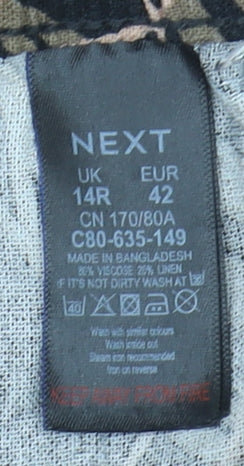 NEXT
UK EUR
14R 42
CN 170/80A
C80-635-149
MADE IN BANGLADESH
VISCOSE LINEN
IF IT'S NOT DIRTY WASH AT
40
Wash with similar colours
Wash inside out
Steam iron recommended
Iron on reverse
KEEP AWAY FROM FIRE